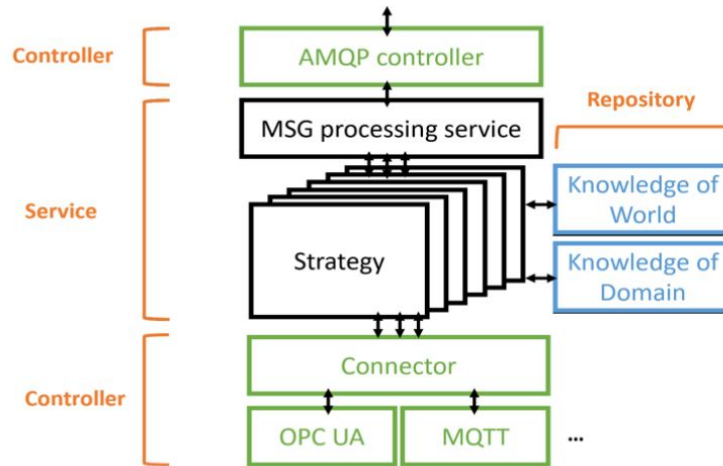 Controller
AMQP controller
MSG processing service
Repository
Service
Strategy
Knowledge of
World
Knowledge of
Domain
Controller
Connector
OPC UA
MQTT
...